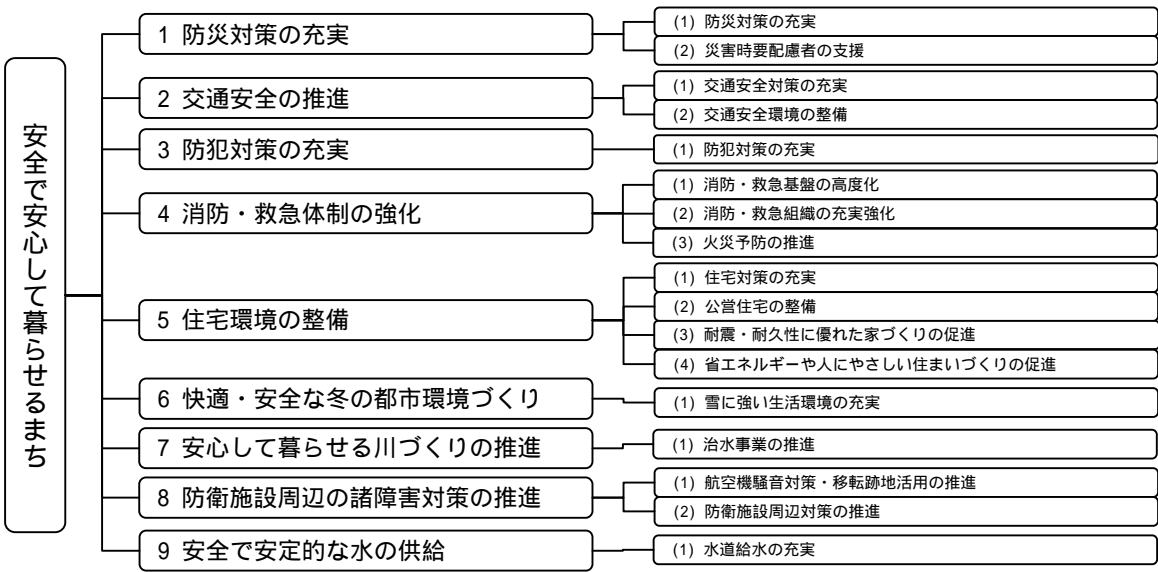 安全で安心して暮らせるまち
1 防災対策の充実
(1) 防災対策の充実
(2) 災害時要配慮者の支援
2 交通安全の推進
(1) 交通安全対策の充実
(2) 交通安全環境の整備
3 防犯対策の充実
(1) 防犯対策の充実
4 消防・救急体制の強化
(1) 消防・救急基盤の高度化
(2) 消防・救急組織の充実強化
(3) 火災予防の推進
5 住宅環境の整備
(1) 住宅対策の充実
(2) 公営住宅の整備
(3) 耐震・耐久性に優れた家づくりの促進
(4) 省エネルギーや人にやさしい住まいづくりの促進
6 快適・安全な冬の都市環境づくり
(1) 雪に強い生活環境の充実
7 安心して暮らせる川づくりの推進
(1) 治水事業の推進
8 防衛施設周辺の諸障害対策の推進
(1) 航空機騒音対策・移転跡地活用の推進
(2) 防衛施設周辺対策の推進
9 安全で安定的な水の供給
(1) 水道給水の充実